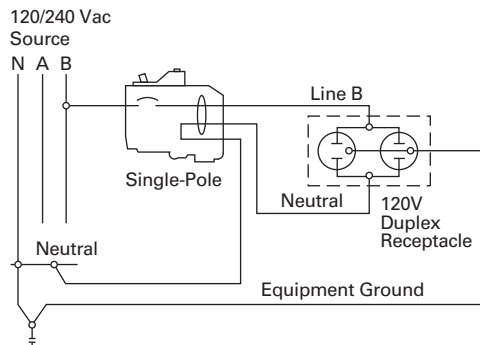 120/240 Vac
Source
N A B
Line B
Single-Pole
Neutral
120V
Duplex
Receptacle
Neutral
Equipment Ground